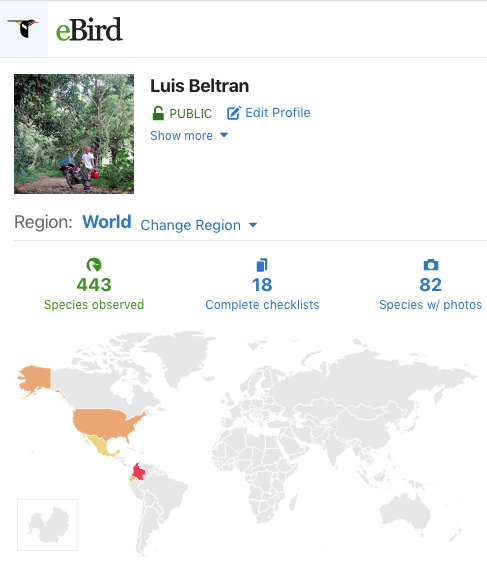 eBird
Luis Beltran
PUBLIC Edit Profile
Show more
Region: World Change Region
443 18 82
Species observed Complete checklists Species w/ photos